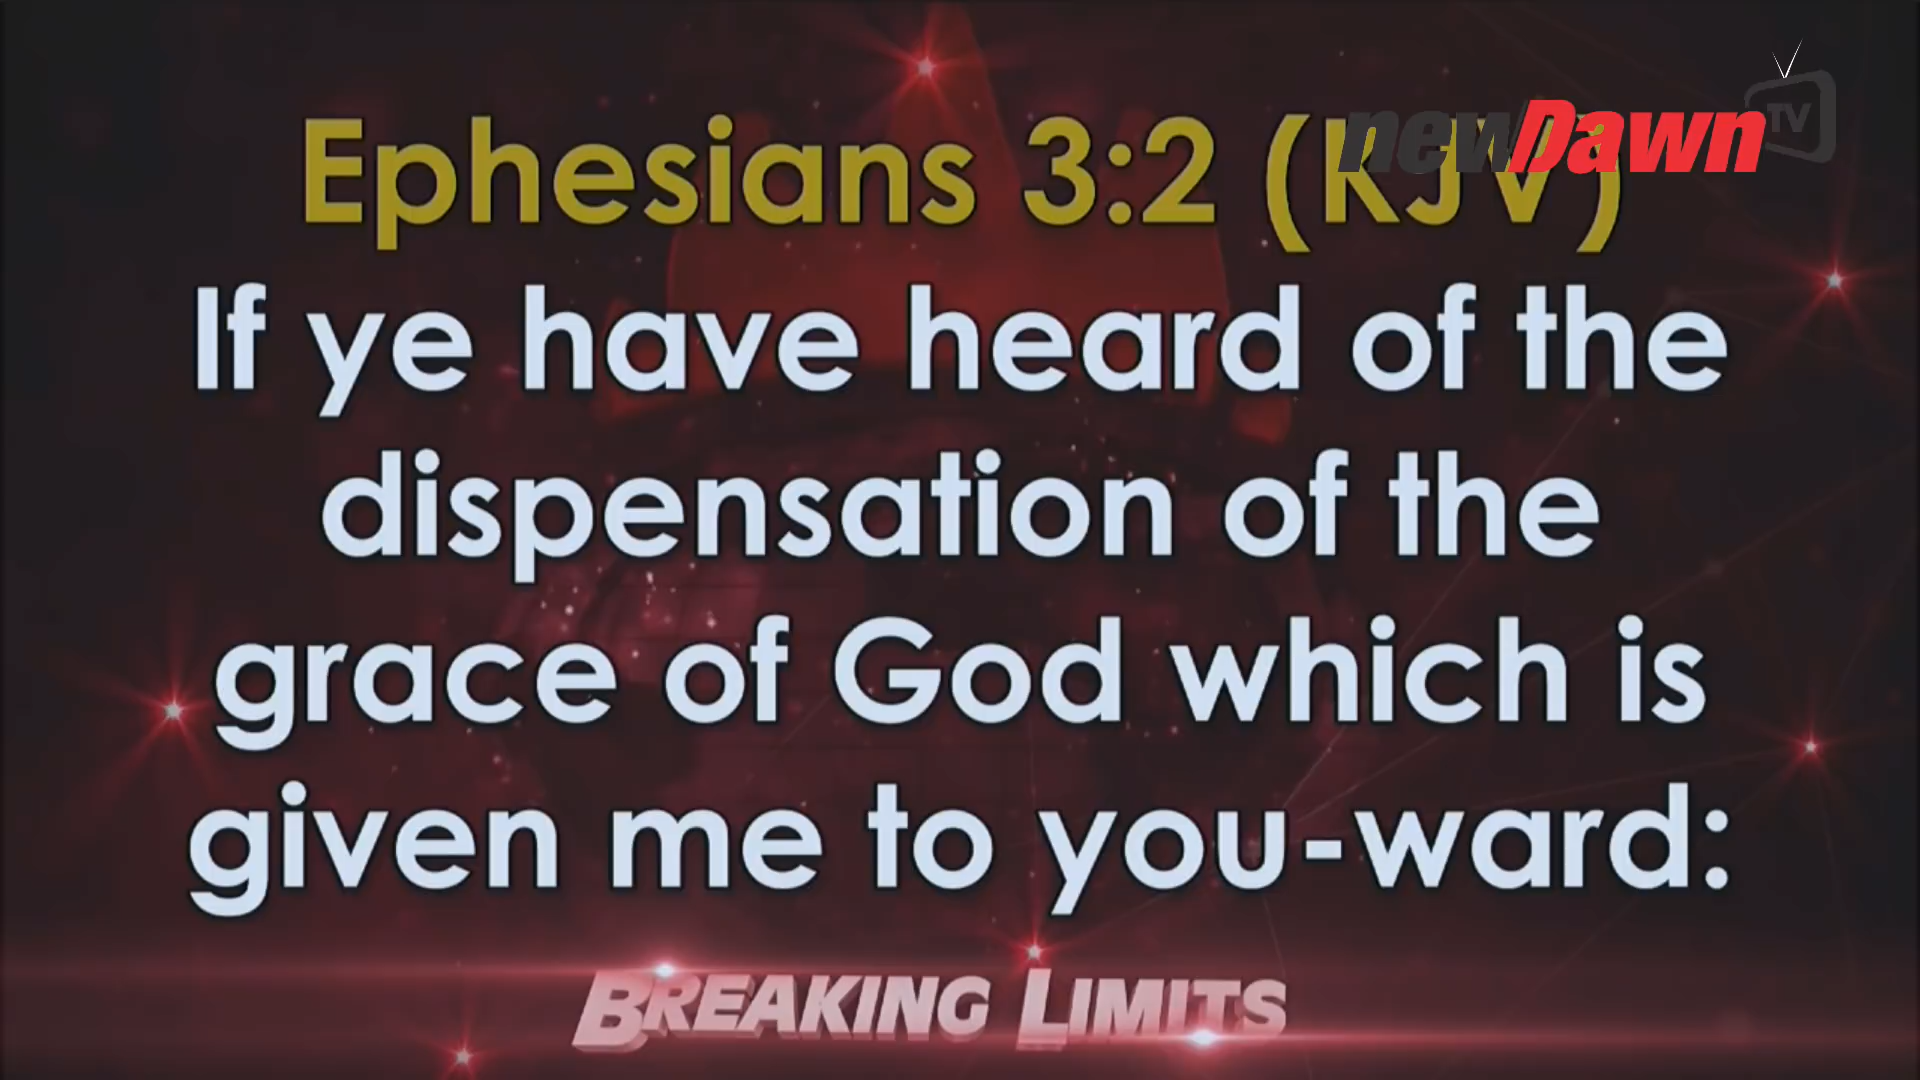 Ephesians 3:2 (KJV)
newDawn TV
If ye have heard of the
dispensation of the
grace of God which is
given me to you-ward:
BREAKING LIMITS